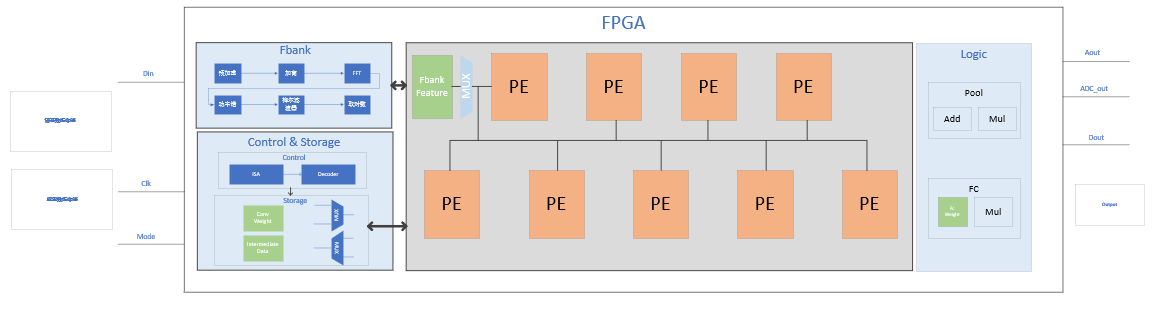 FPGA
Fbank
预加重
加窗
FFT
功率谱
梅尔滤
波器
取对数
Control & Storage
Control
ISA
Decoder
Storage
Conv
Weight
Intermediate
Data
MUX
MUX
Fbank
Feature
MUX
PE
PE
PE
PE
PE
PE
PE
PE
PE
Logic
Pool
Add
Mul
FC
Fc
Weight
Mul
Din
Clk
Mode
Aout
ADC_out
Dout
Output